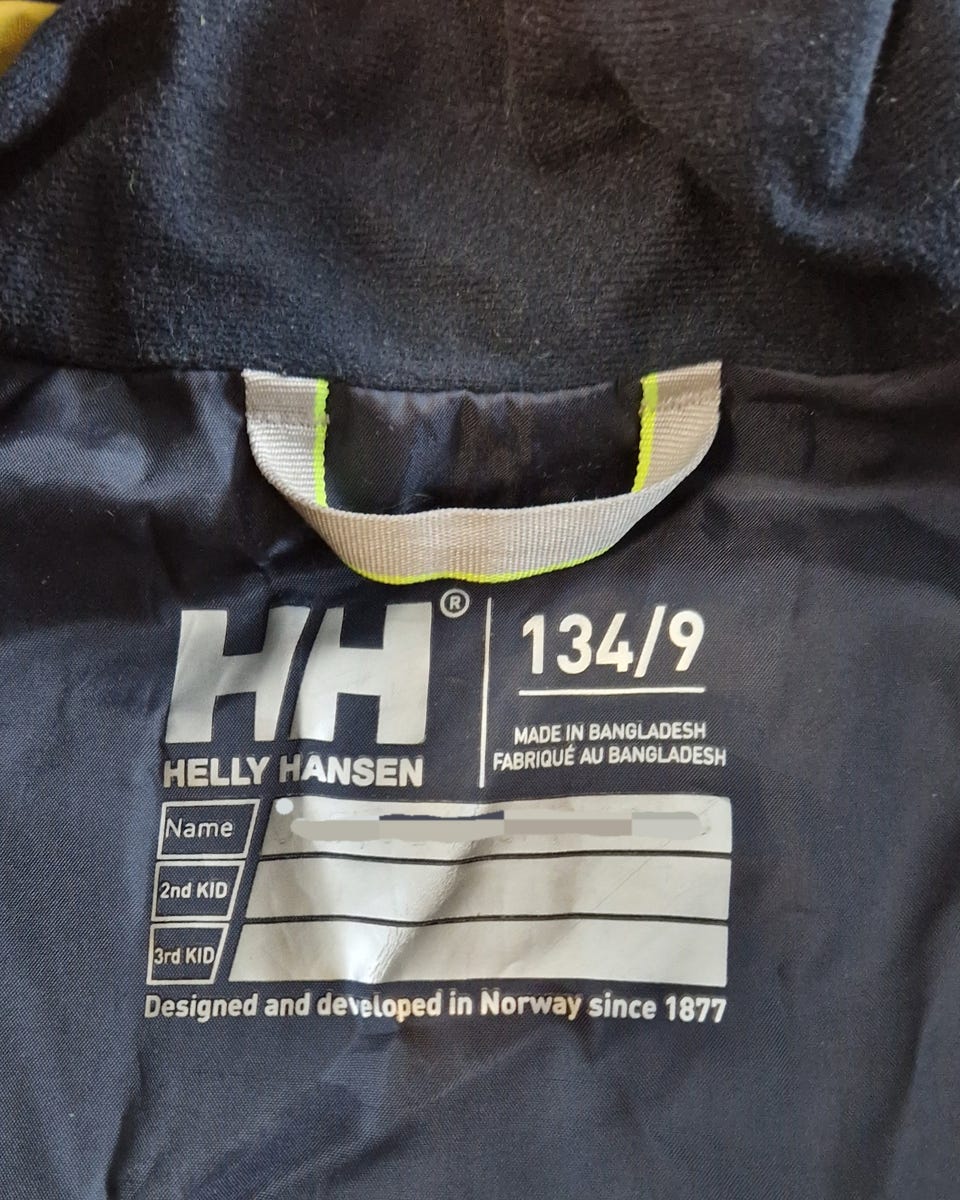 HH®
HELLY HANSEN
134/9
MADE IN BANGLADESH
FABRIQUÉ AU BANGLADESH
Name
2nd KID
3rd KID
Designed and developed in Norway since 1877